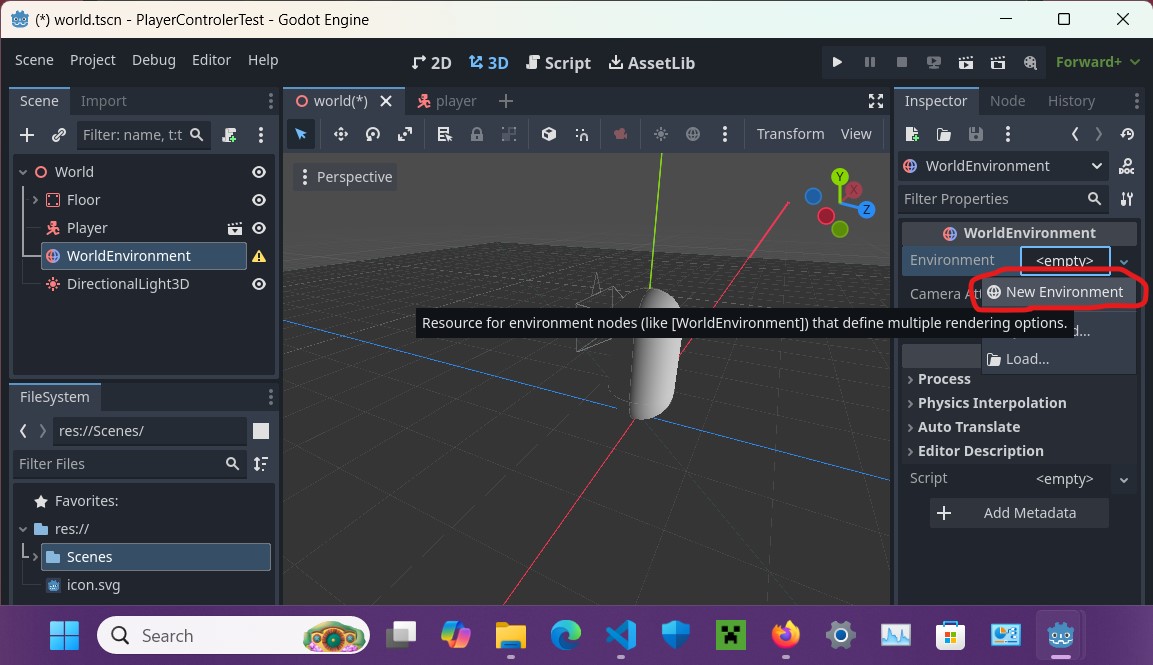 (*) world.tscn - PlayerControlerTest - Godot Engine
Scene Project Debug Editor Help
2D 3D Script AssetLib
Forward+
Scene Import
Filter: name, t:t
World
Floor
Player
WorldEnvironment
DirectionalLight3D
FileSystem
res://Scenes/
Filter Files
Favorites:
res://
Scenes
icon.svg
world(*) player
Transform View
Perspective
Y
X
Z
Resource for environment nodes (like [WorldEnvironment]) that define multiple rendering options.
Inspector Node History
WorldEnvironment
DOC
Filter Properties
WorldEnvironment
Environment <empty>
Camera At
New Environment
Load...
Process
Physics Interpolation
Auto Translate
Editor Description
Script <empty>
Add Metadata
Search